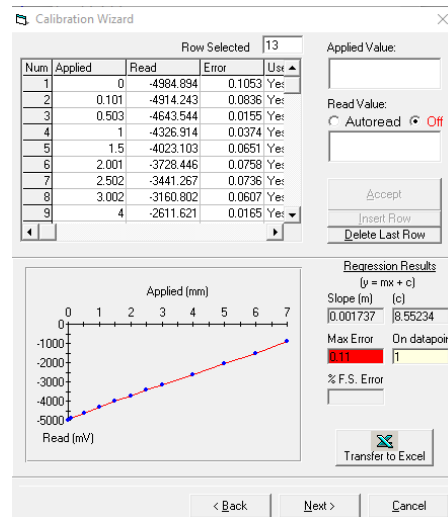 Calibration Wizard
Row Selected 13
Applied Value:
Num Applied Read Error Use
1 0 -4984.894 0.1053 Yes
2 0.101 -4914.243 0.0836 Yes
3 0.503 -4643.544 0.0155 Yes
4 1 -4326.914 0.0374 Yes
5 1.5 -4023.103 0.0651 Yes
6 2.001 -3728.446 0.0758 Yes
7 2.502 -3441.267 0.0736 Yes
8 3.002 -3160.802 0.0607 Yes
9 4 -2611.621 0.0165 Yes
Read Value:
Autoread Off
Accept
Insert Row
Delete Last Row
Applied (mm)
0 1 2 3 4 5 6 7
0
-1000
-2000
-3000
-4000
-5000
Read (mV)
Regression Results
(y = mx + c)
Slope (m) (c)
0.001737 8.55234
Max Error On datapoin
0.11 1
% F.S. Error
Transfer to Excel
< Back
Next >
Cancel